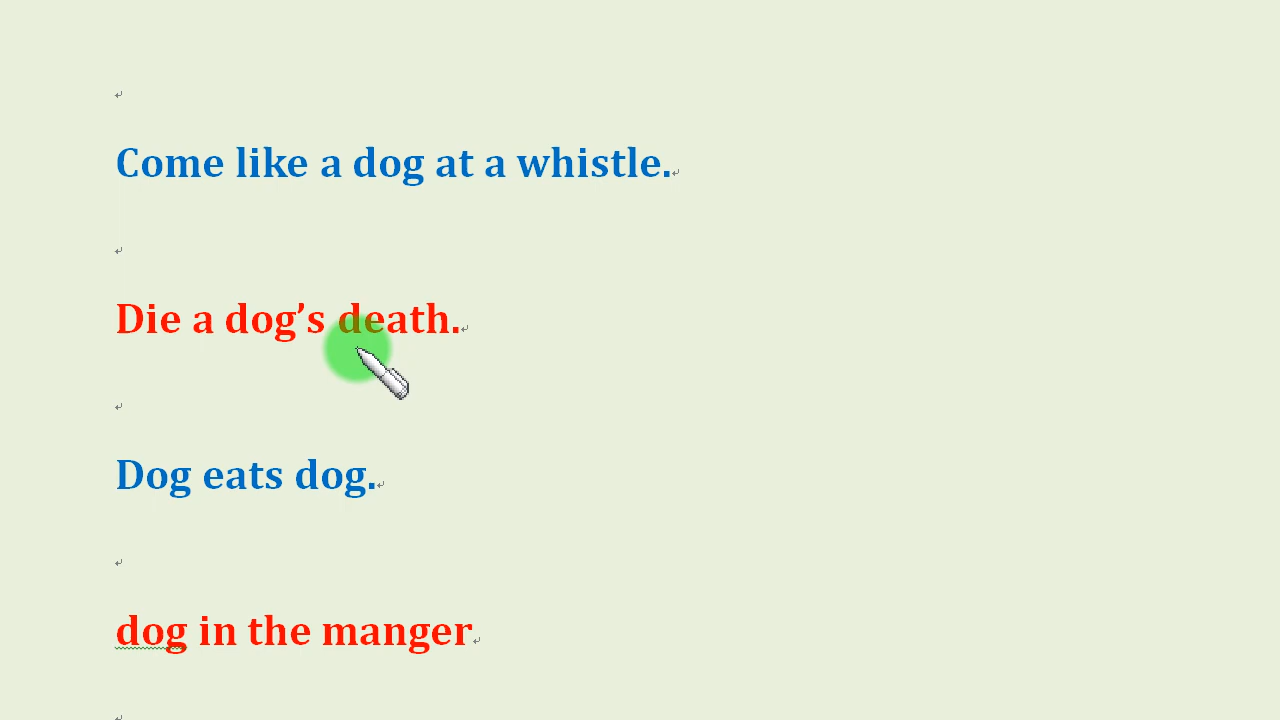 Come like a dog at a whistle.
Die a dog’s death.
Dog eats dog.
dog in the manger